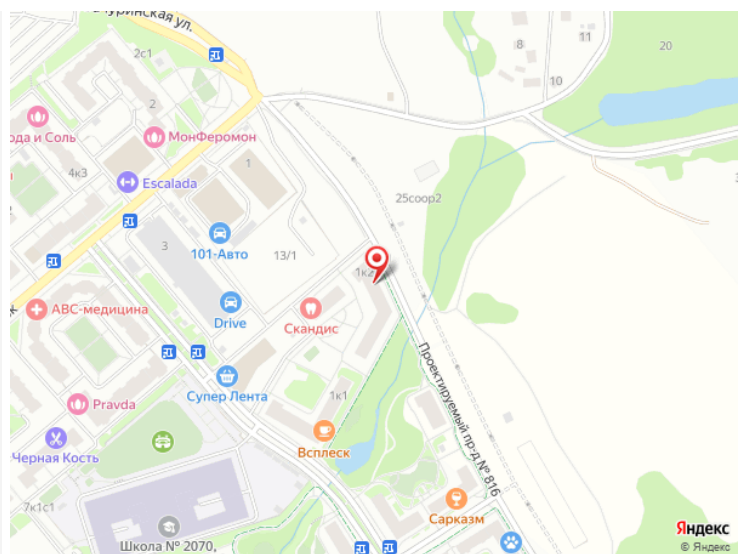 чуринская ул.
2с1
8
11
20
10
2
МонФеромон
ода и Соль
4к3
1
Escalada
25соор2
3
101-Авто
13/1
1к2
АВС-медицина
Drive
Скандис
Проектируемый пр-д № 816
Супер Лента
1к1
Pravda
Всплеск
Черная Кость
7к1с1
Сарказм
Школа № 2070,
Яндекс
© Яндекс